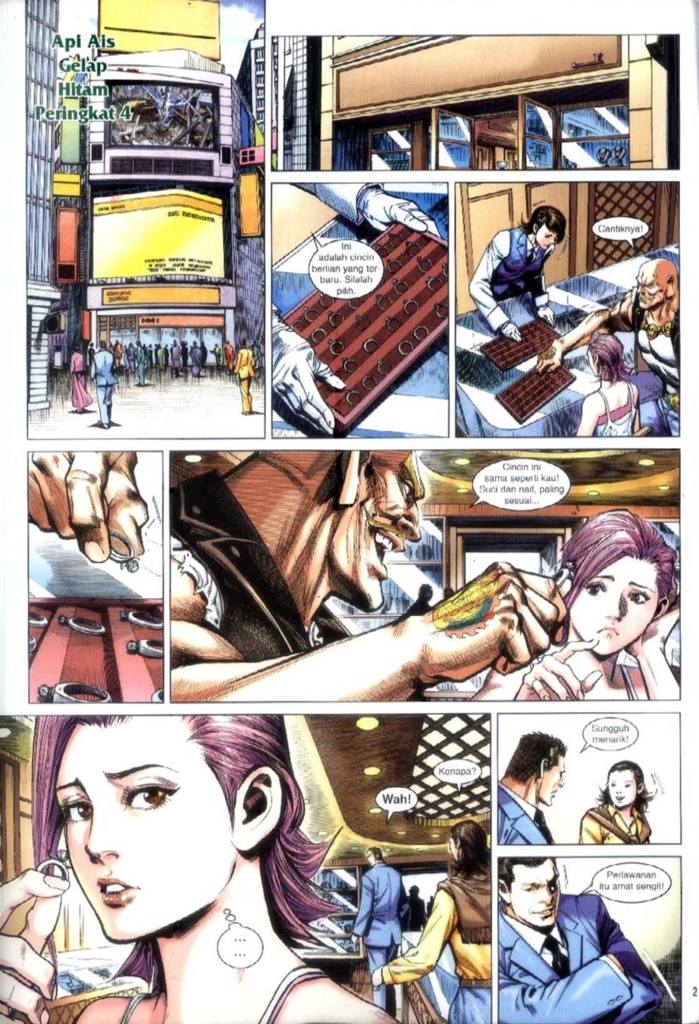 Api Ais
Gelap
Hitam
Peringkat 4
Ini
adalah cincin
berlian yang ter
baru. Silalah
pilih.
Cantiknya!
Cincin ini
sama seperti kau!
Suci dan naif, paling
sesuai...
Konapa?
Wah!
...
...
Sungguh
menarik!
Perlawanan
itu amat sengit!
2